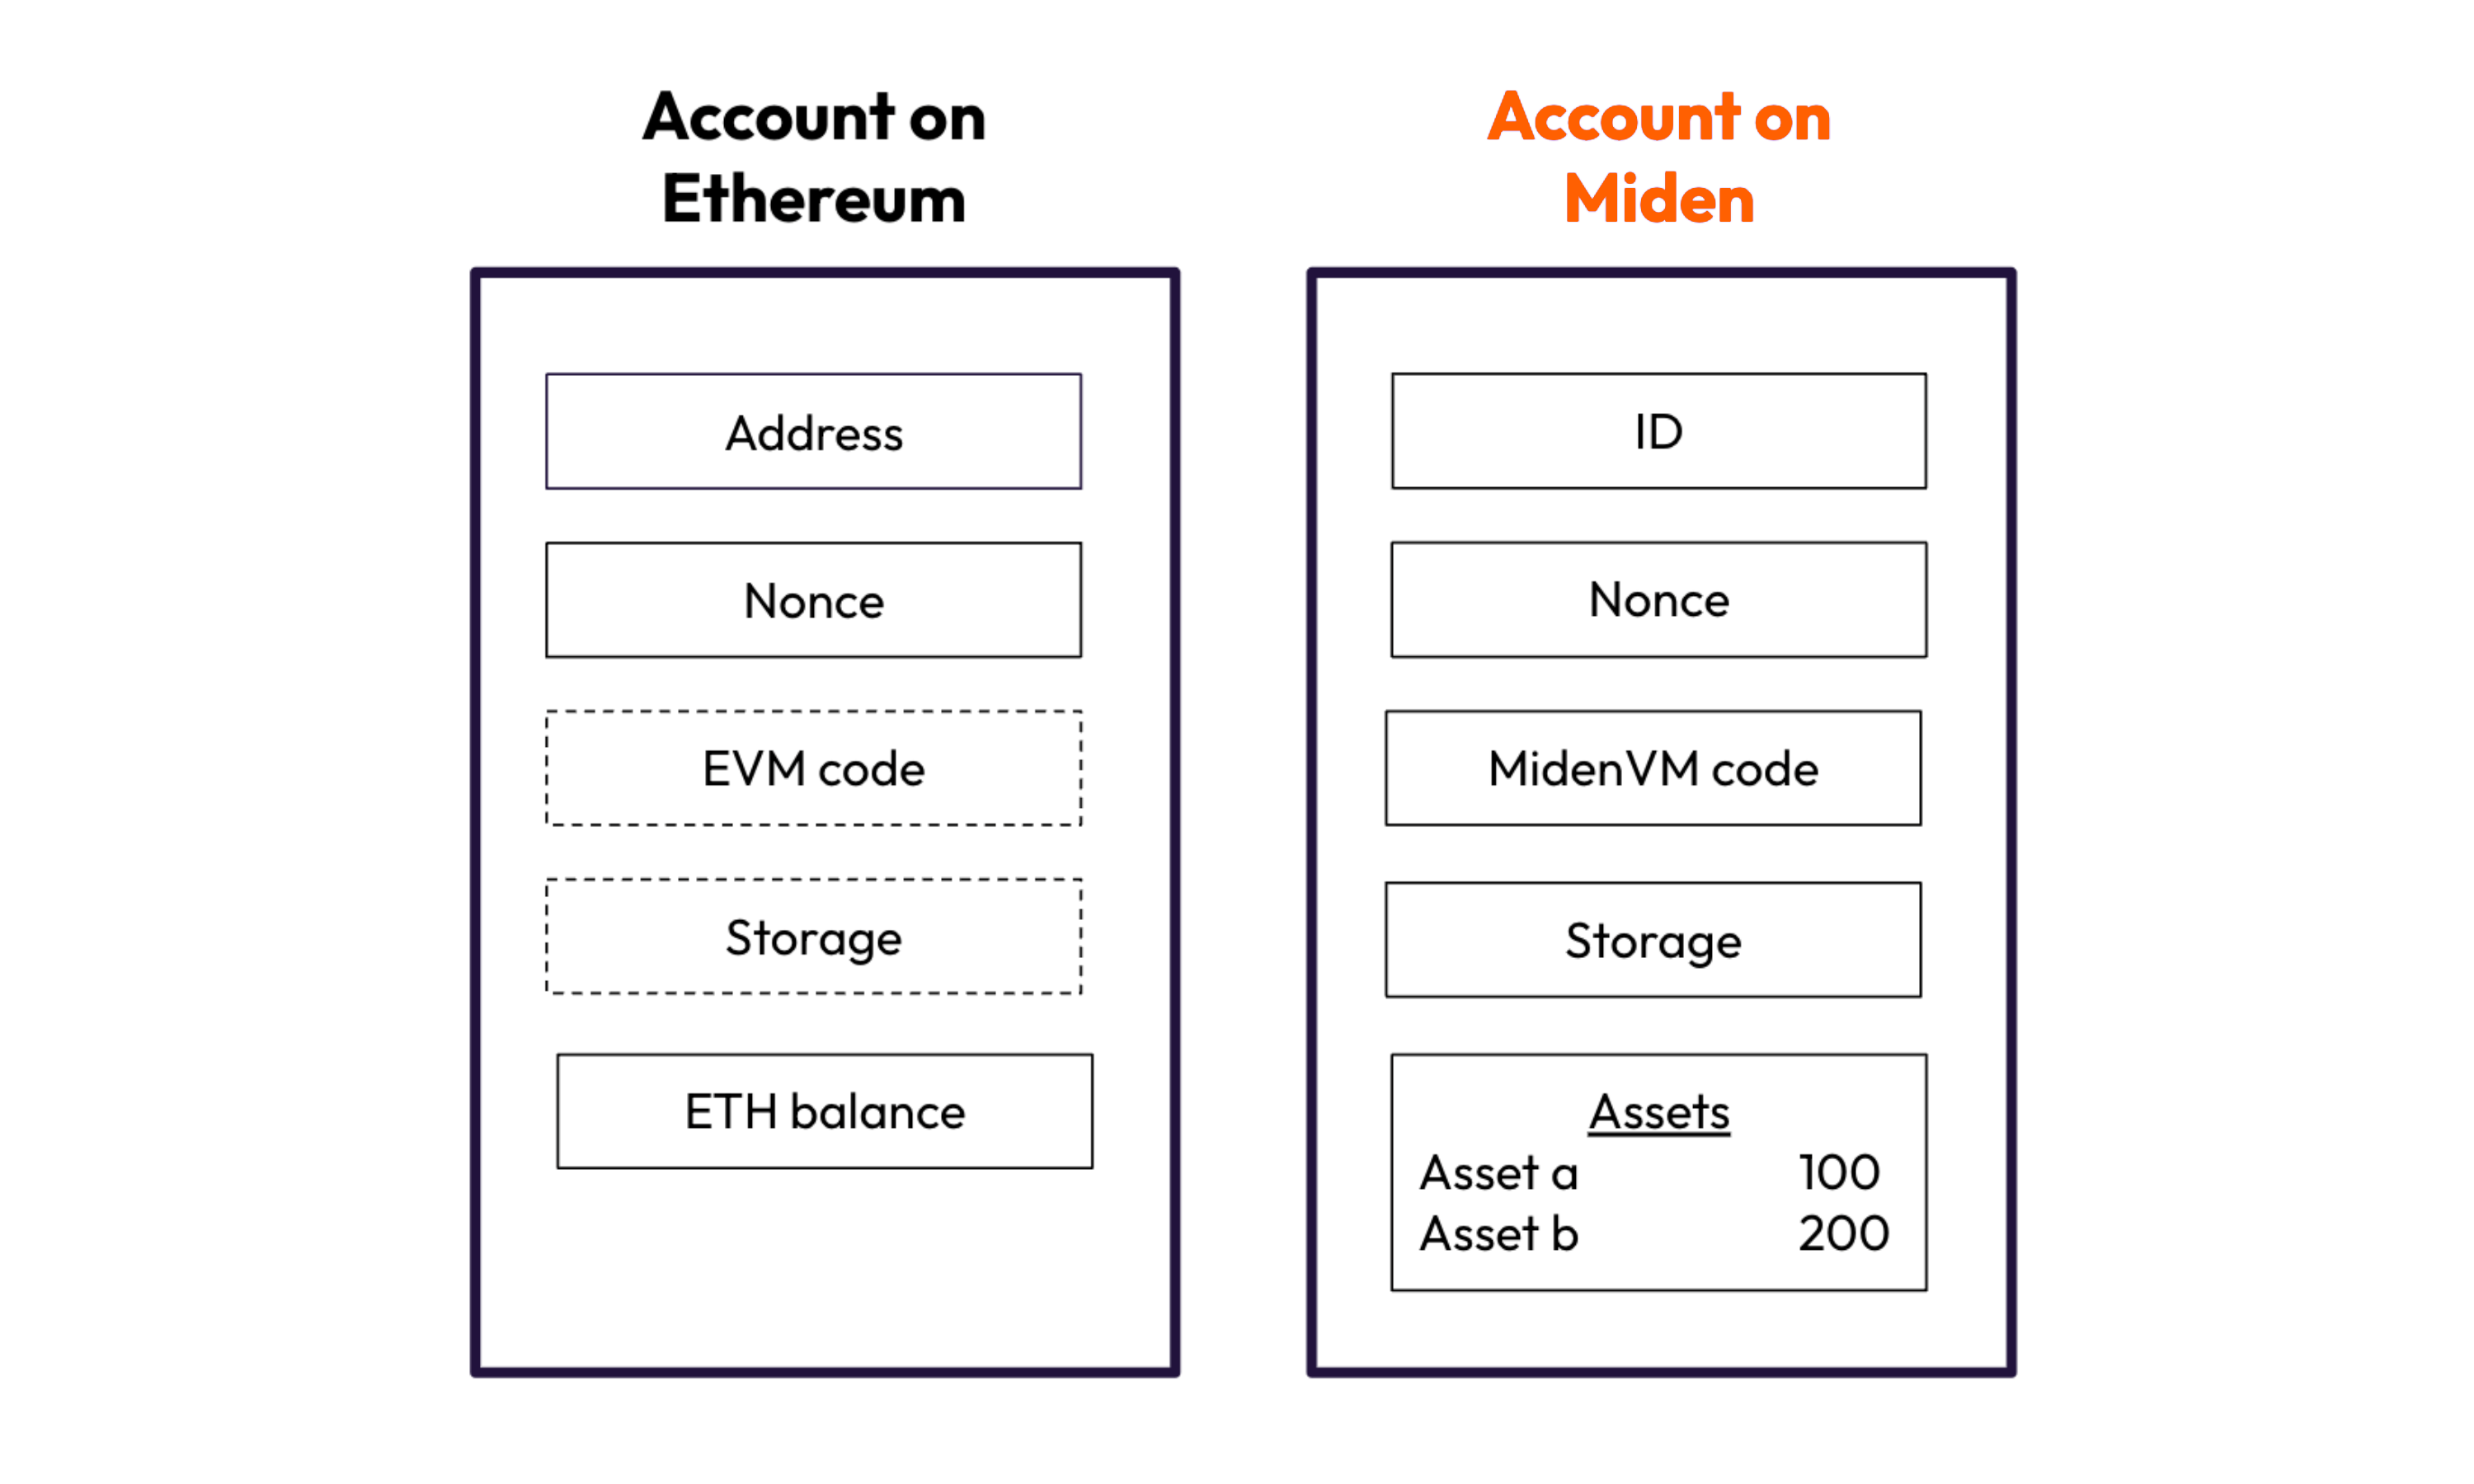 Account on
Ethereum
Address
Nonce
EVM code
Storage
ETH balance
Account on
Miden
ID
Nonce
MidenVM code
Storage
Assets
Asset a 100
Asset b 200